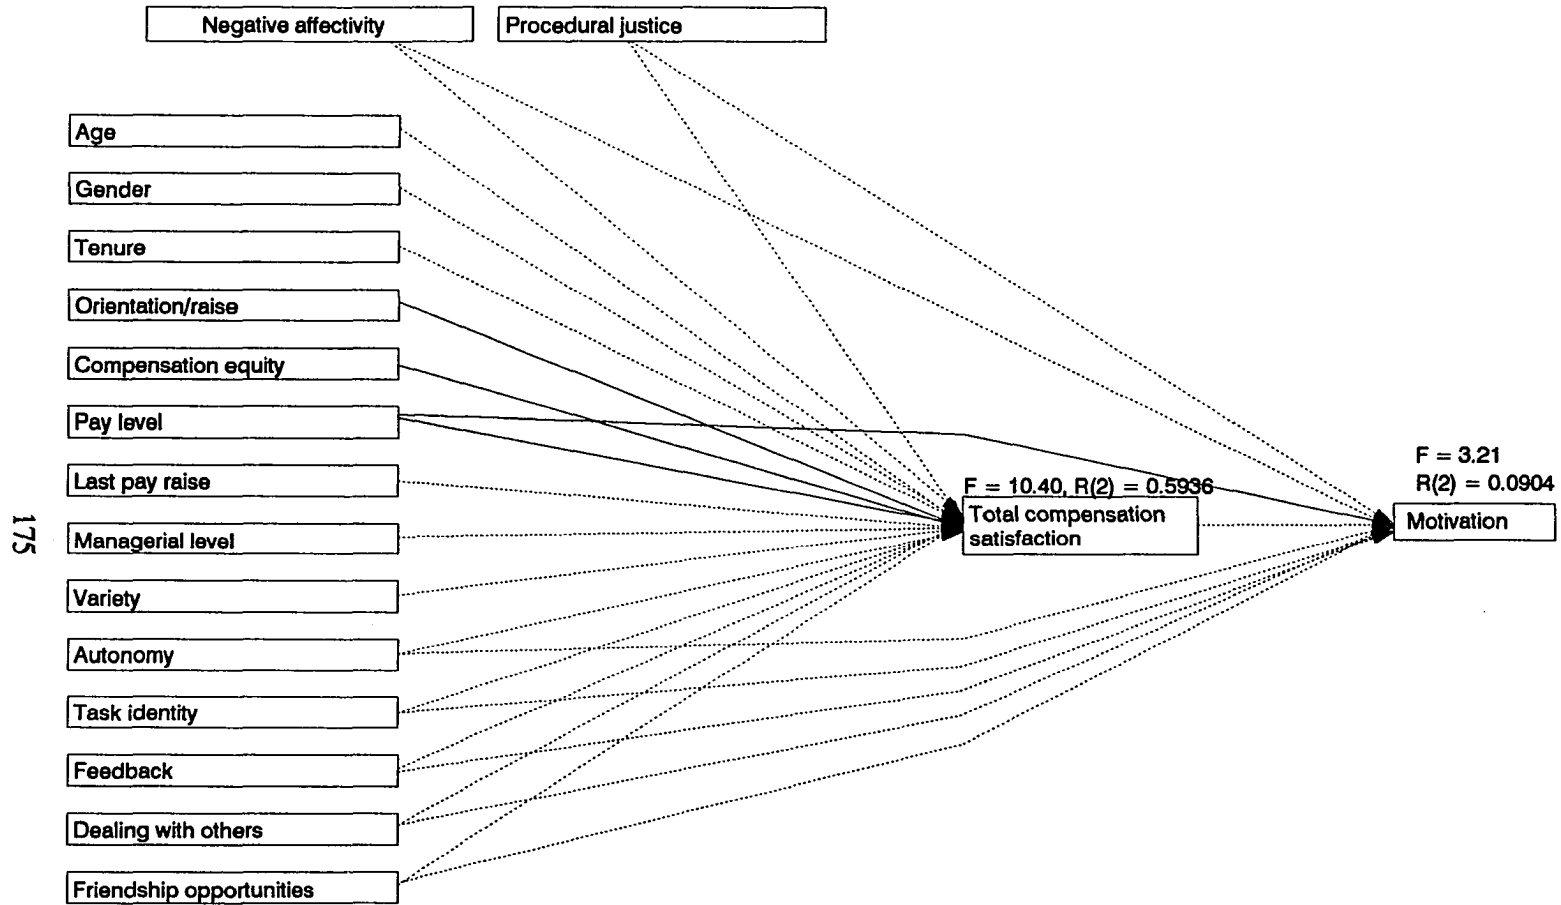 Negative affectivity
Procedural justice
Age
Gender
Tenure
Orientation/raise
Compensation equity
Pay level
Last pay raise
Managerial level
Variety
Autonomy
Task identity
Feedback
Dealing with others
Friendship opportunities
F = 10.40, R(2) = 0.5936
Total compensation
satisfaction
F = 3.21
R(2) = 0.0904
Motivation
175